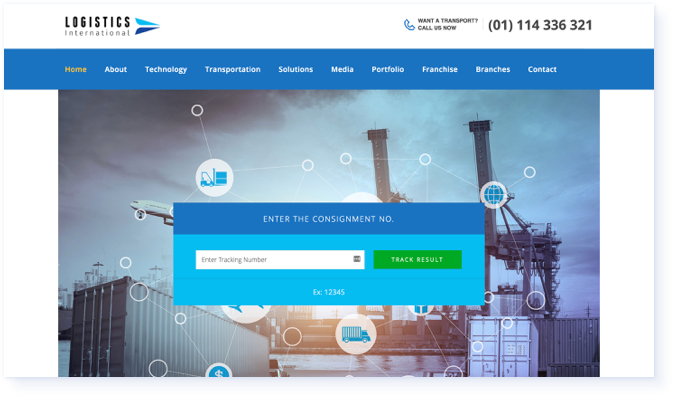 LOGISTICS
International
WANT A TRANSPORT?
CALL US NOW
(01) 114 336 321
Home About Technology Transportation Solutions Media Portfolio Franchise Branches Contact
ENTER THE CONSIGNMENT NO.
Enter Tracking Number
TRACK RESULT
Ex: 12345
$